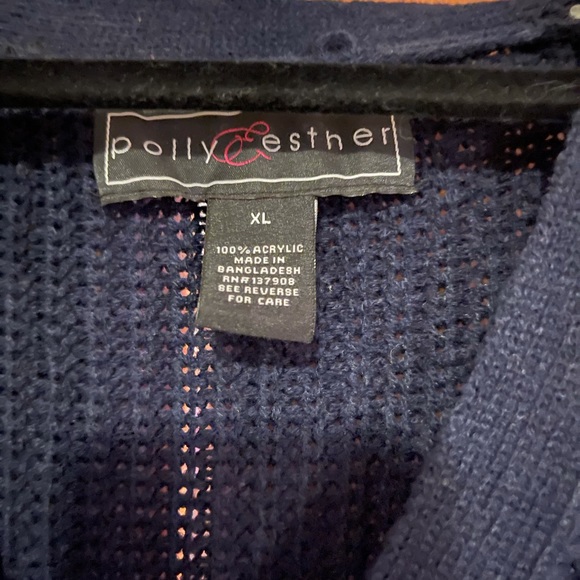 polly & esther
XL
100% ACRYLIC
MADE IN
BANGLADESH
RN# 137908
SEE REVERSE
FOR CARE